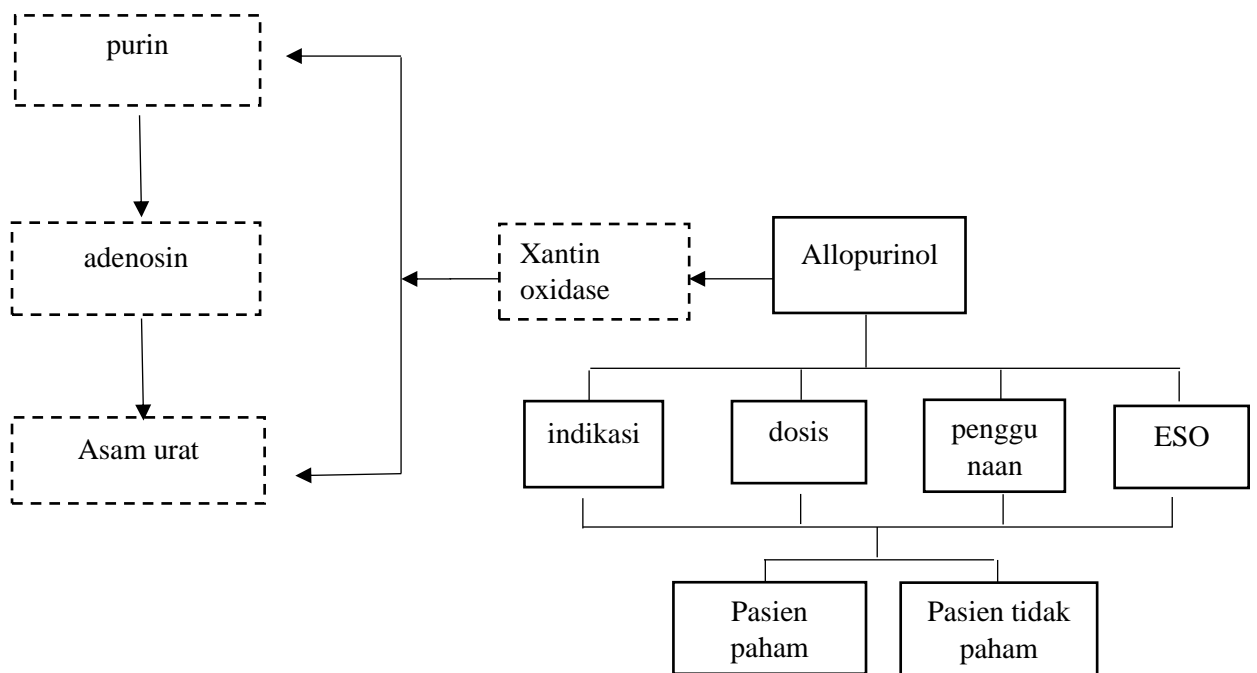 purin
adenosin
Asam urat
Xantin
oxidase
Allopurinol
indikasi
dosis
penggu
naan
ESO
Pasien
paham
Pasien tidak
paham